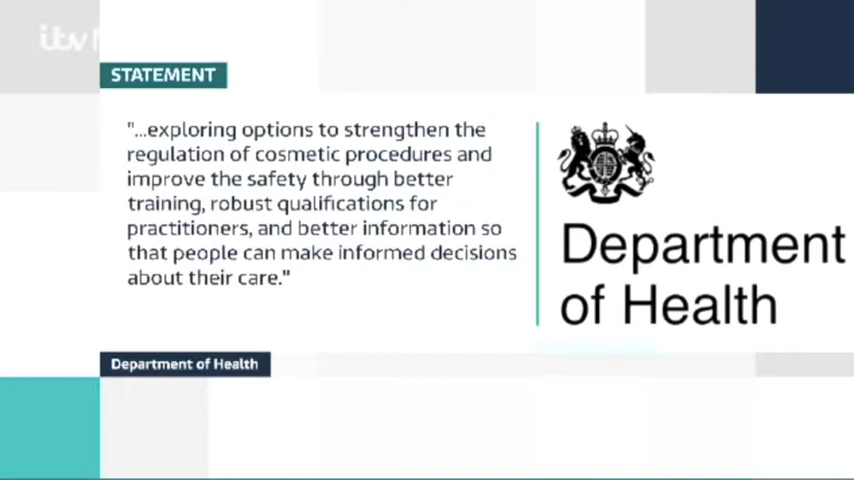 itv
STATEMENT
"...exploring options to strengthen the
regulation of cosmetic procedures and
improve the safety through better
training, robust qualifications for
practitioners, and better information so
that people can make informed decisions
about their care."
Department
of Health
Department of Health